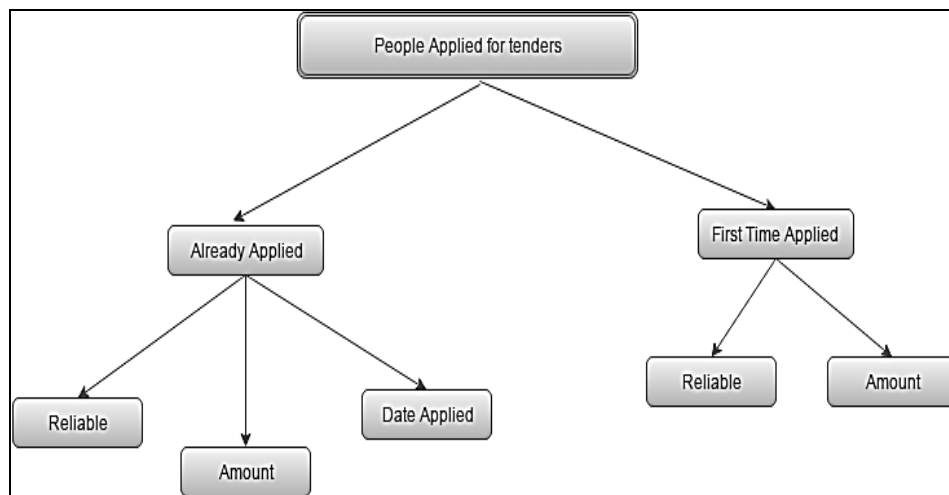 People Applied for tenders
Already Applied
First Time Applied
Reliable
Amount
Date Applied
Reliable
Amount